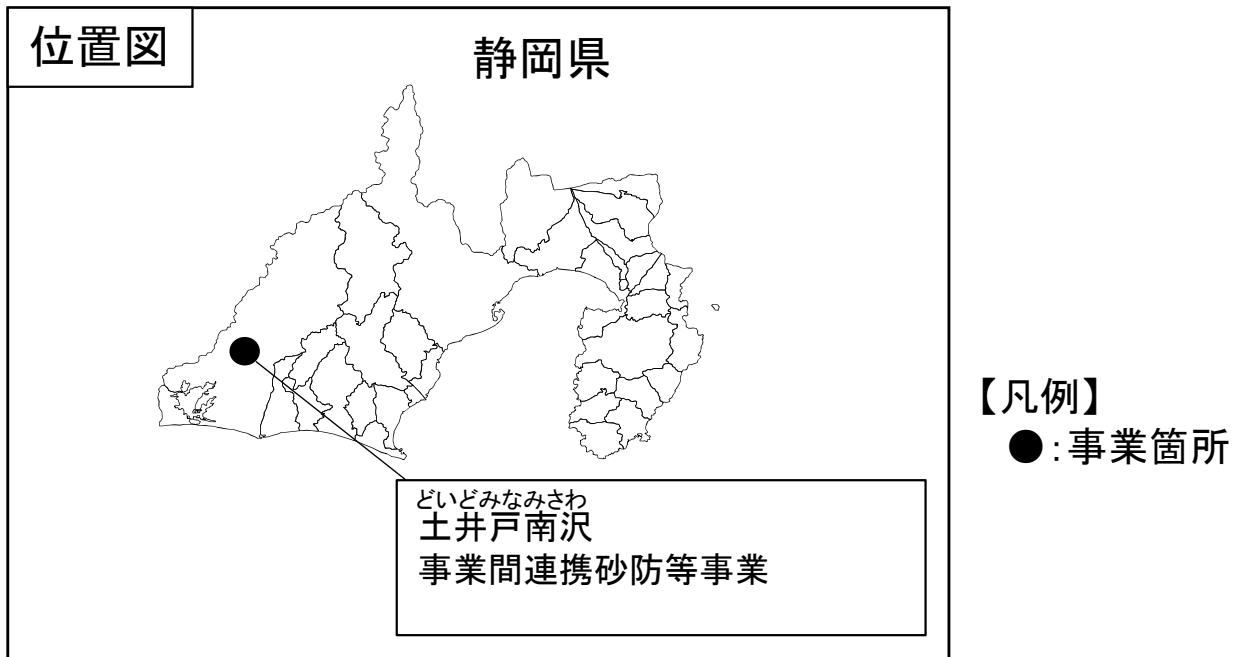 位置図
静岡県
どいどみなみさわ
土井戸南沢
事業間連携砂防等事業
【凡例】
●：事業箇所